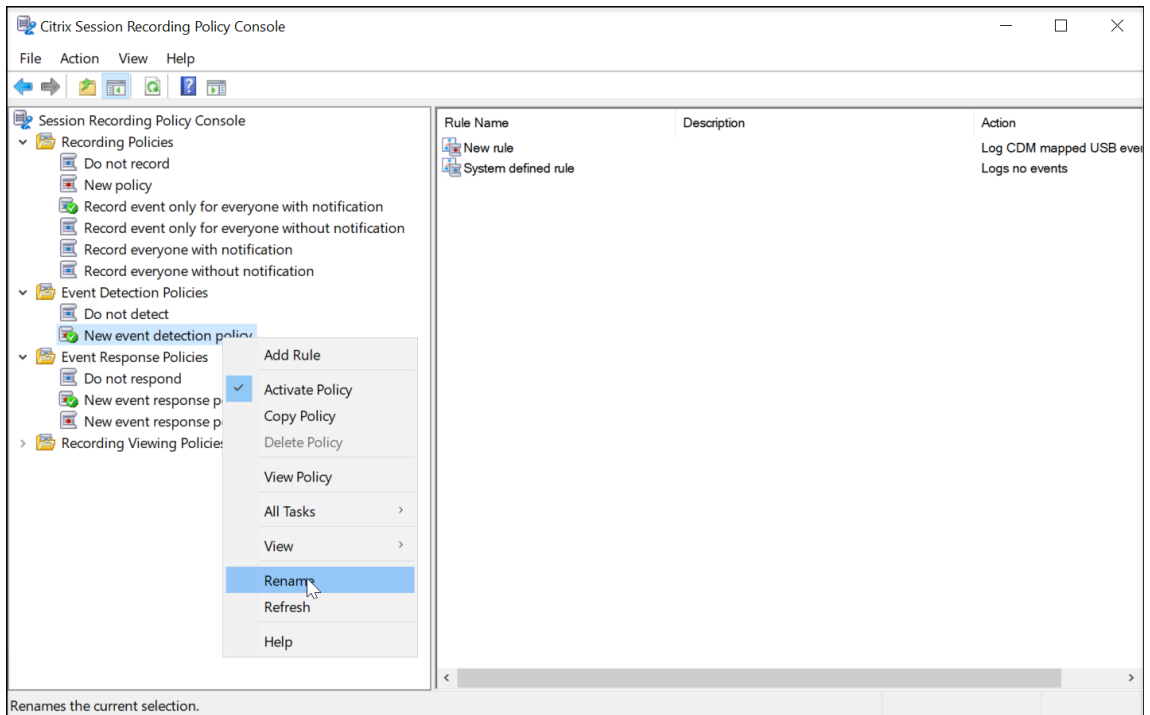 Citrix Session Recording Policy Console
File Action View Help
Session Recording Policy Console
Recording Policies
Do not record
New policy
Record event only for everyone with notification
Record event only for everyone without notification
Record everyone with notification
Record everyone without notification
Event Detection Policies
Do not detect
New event detection policy
Event Response Policies
Do not respond
New event response p
New event response p
Recording Viewing Policies
Add Rule
Activate Policy
Copy Policy
Delete Policy
View Policy
All Tasks
View
Rename
Refresh
Help
Rule Name Description Action
New rule Log CDM mapped USB ever
System defined rule Logs no events
Renames the current selection.